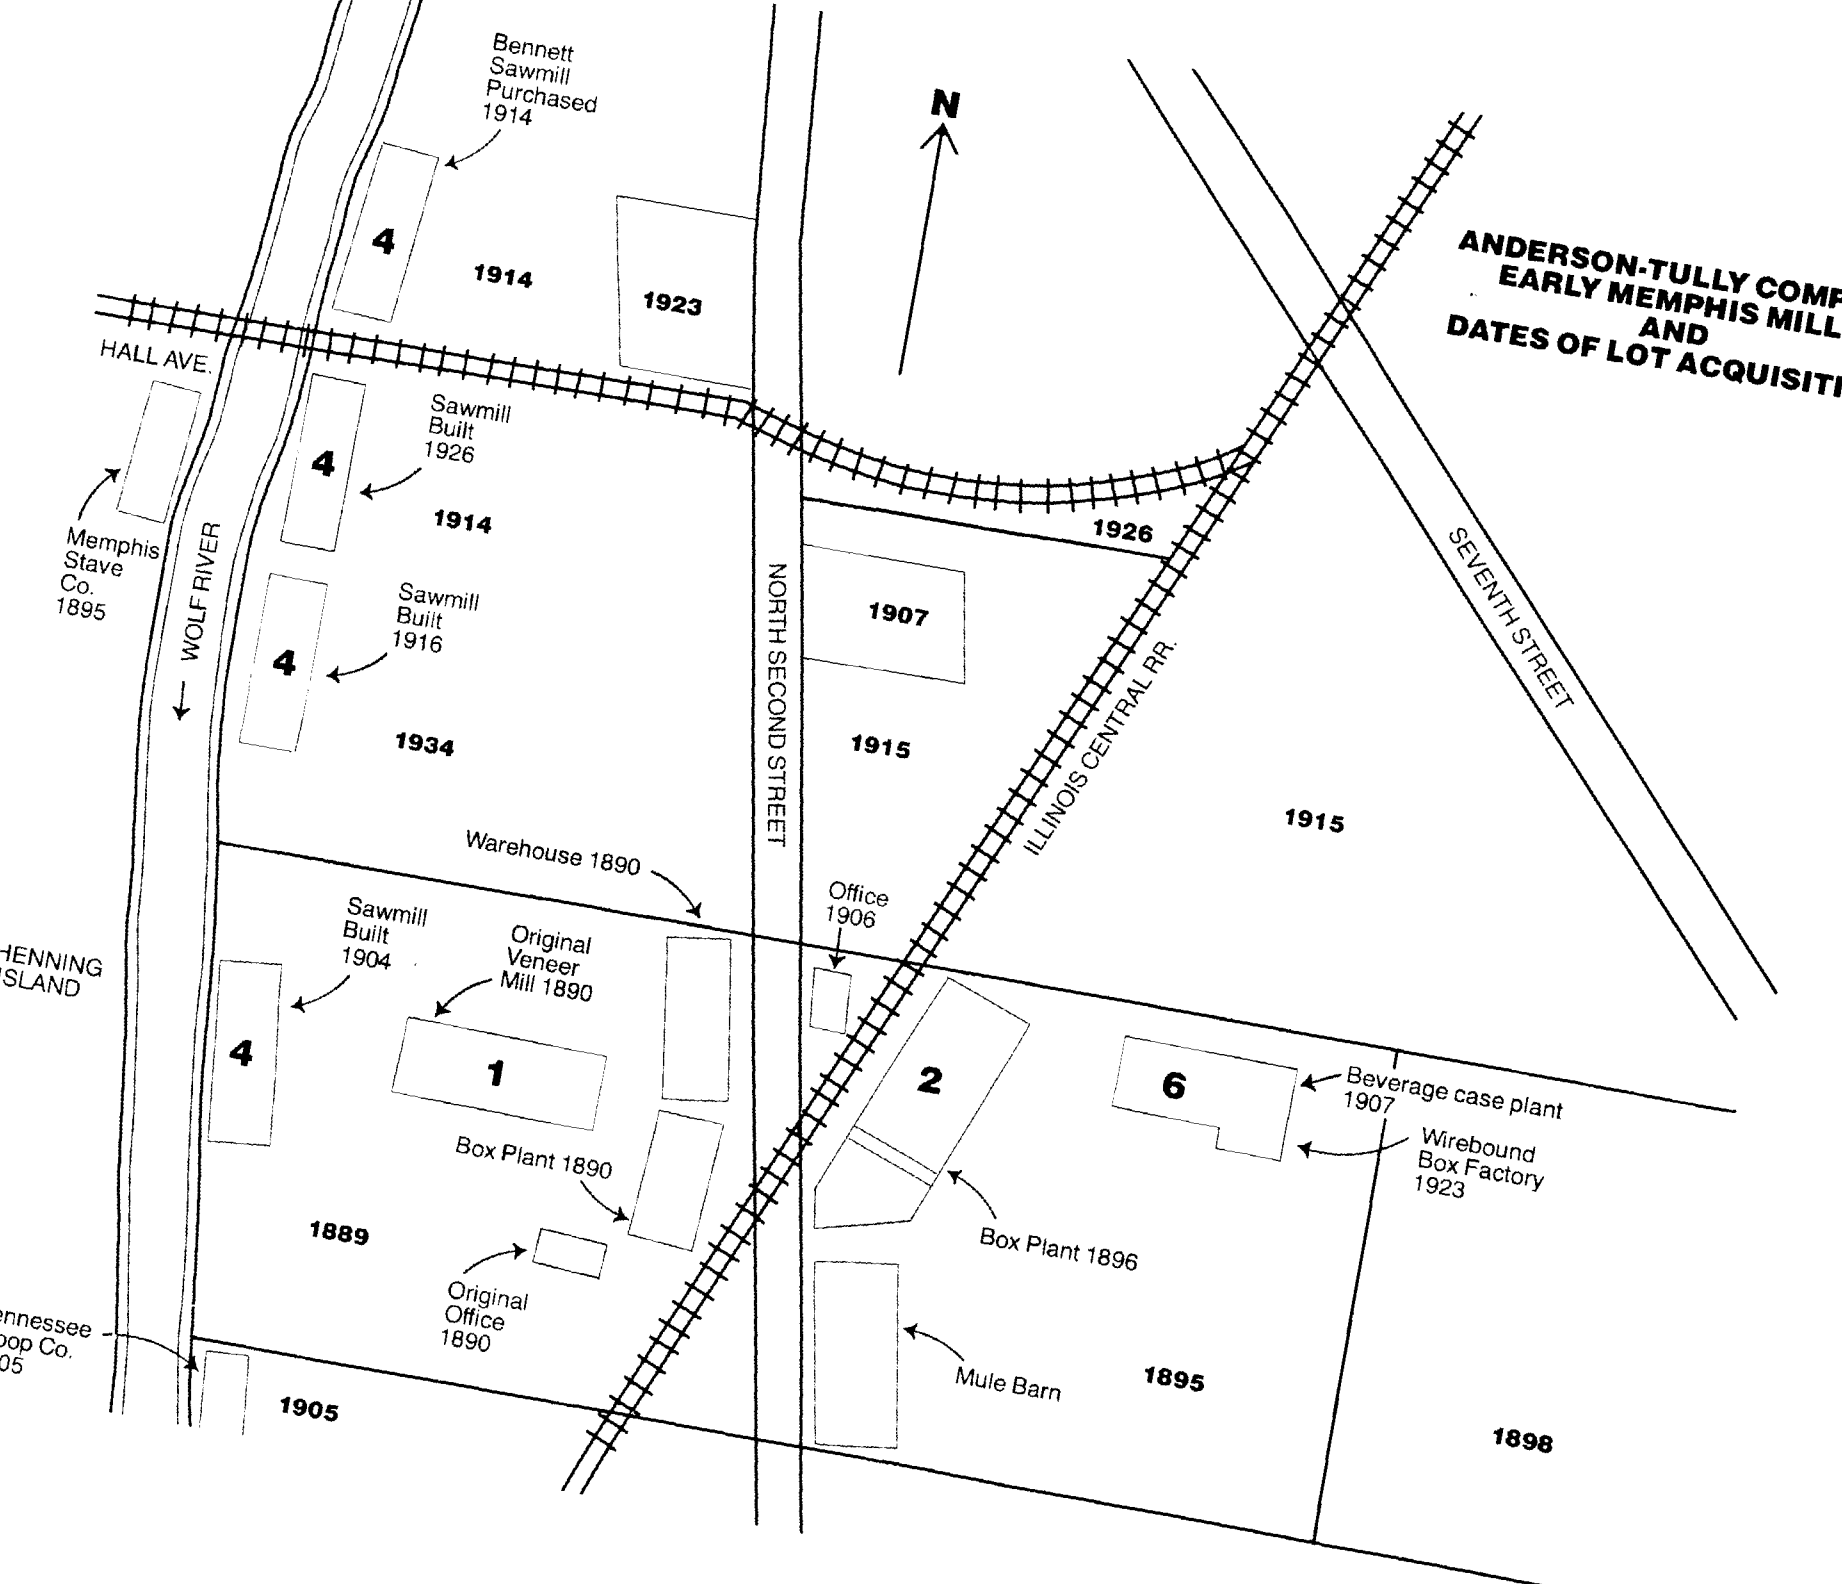 ANDERSON-TULLY COMP
EARLY MEMPHIS MILL
AND
DATES OF LOT ACQUISITI
N
Bennett
Sawmill
Purchased
1914
4
1914
1923
HALL AVE.
Sawmill
Built
1926
4
1914
Memphis
Stave
Co.
1895
WOLF RIVER
Sawmill
Built
1916
4
1934
NORTH SECOND STREET
1926
1907
1915
ILLINOIS CENTRAL RR.
SEVENTH STREET
1915
Warehouse 1890
Office
1906
HENNING
ISLAND
Sawmill
Built
1904
4
Original
Veneer
Mill 1890
1
2
6
Beverage case plant
1907
Wirebound
Box Factory
1923
Box Plant 1890
Box Plant 1896
1889
Original
Office
1890
Mule Barn
1895
1898
ennessee
oop Co.
05
1905